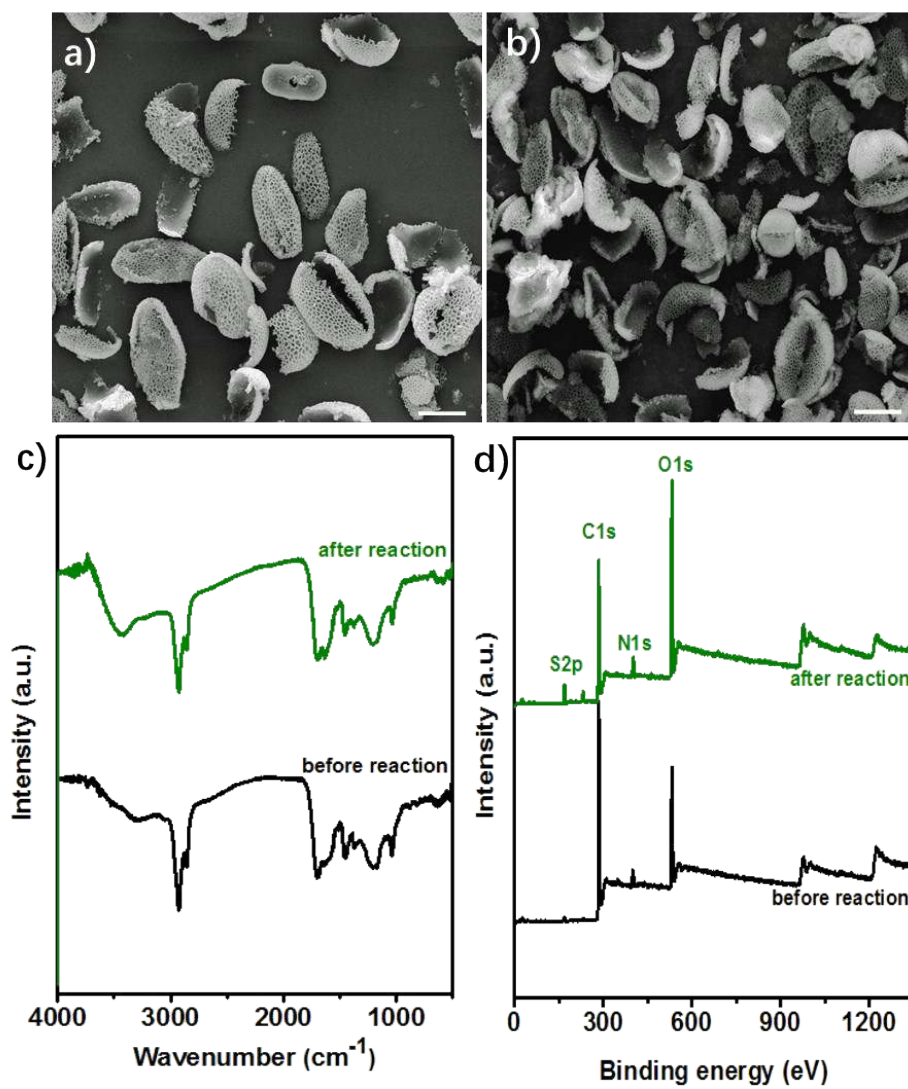 a)
b)
c)
after reaction
before reaction
Intensity (a.u.)
4000 3000 2000 1000
Wavenumber (cm⁻¹)
d)
O1s
C1s
N1s
S2p
after reaction
before reaction
Intensity (a.u.)
0 300 600 900 1200
Binding energy (eV)